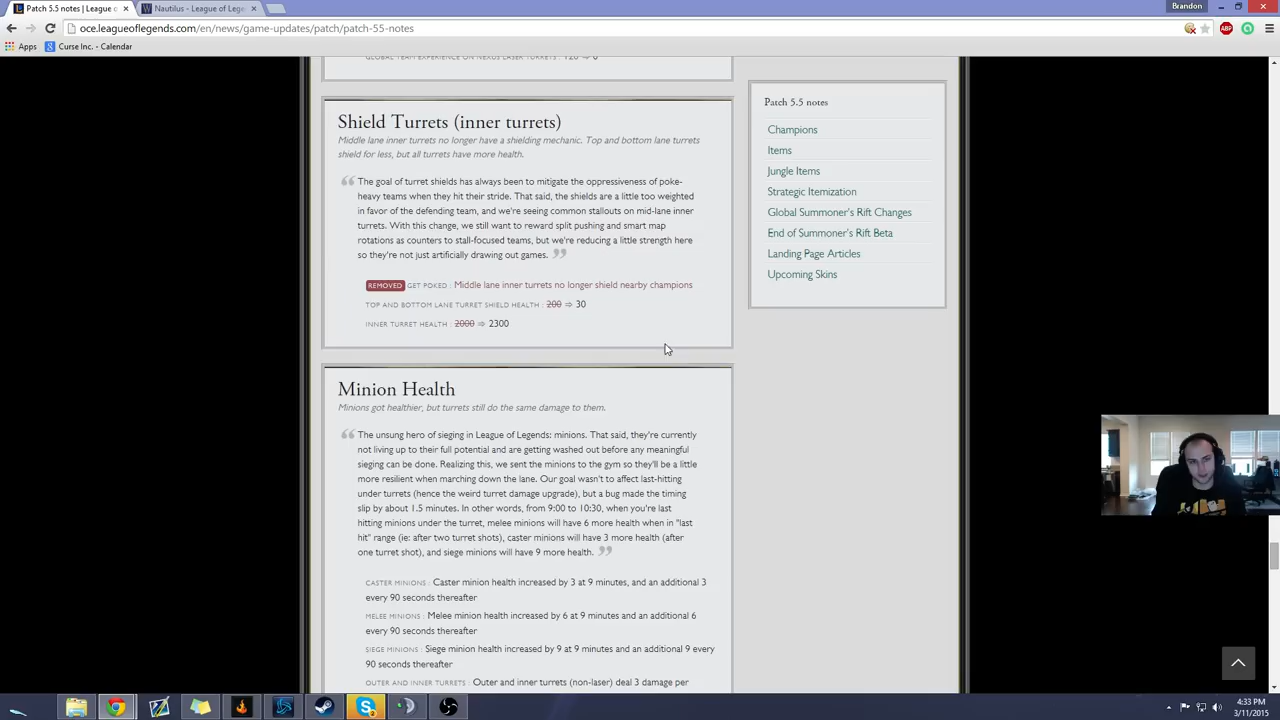 Patch 5.5 notes | League o
Nautilus - League of Leg
Brandon
oce.leagueoflegends.com/en/news/game-updates/patch/patch-55-notes
Apps
Curse Inc. - Calendar
GLOBAL TEAM EXPERIENCE ON NEXUS LASER TURRETS : 120 ⇒ 0
Shield Turrets (inner turrets)
Middle lane inner turrets no longer have a shielding mechanic. Top and bottom lane turrets
shield for less, but all turrets have more health.
The goal of turret shields has always been to mitigate the oppressiveness of poke-
heavy teams when they hit their stride. That said, the shields are a little too weighted
in favor of the defending team, and we're seeing common stallouts on mid-lane inner
turrets. With this change, we still want to reward split pushing and smart map
rotations as counters to stall-focused teams, but we're reducing a little strength here
so they're not just artificially drawing out games.
REMOVED GET POKED : Middle lane inner turrets no longer shield nearby champions
TOP AND BOTTOM LANE TURRET SHIELD HEALTH : 200 ⇒ 30
INNER TURRET HEALTH : 2000 ⇒ 2300
Minion Health
Minions got healthier, but turrets still do the same damage to them.
The unsung hero of sieging in League of Legends: minions. That said, they're currently
not living up to their full potential and are getting washed out before any meaningful
sieging can be done. Realizing this, we sent the minions to the gym so they'll be a little
more resilient when marching down the lane. Our goal wasn't to affect last-hitting
under turrets (hence the weird turret damage upgrade), but a bug made the timing
slip by about 1.5 minutes. In other words, from 9:00 to 10:30, when you're last
hitting minions under the turret, melee minions will have 6 more health when in "last
hit" range (ie: after two turret shots), caster minions will have 3 more health (after
one turret shot), and siege minions will have 9 more health.
CASTER MINIONS : Caster minion health increased by 3 at 9 minutes, and an additional 3
every 90 seconds thereafter
MELEE MINIONS : Melee minion health increased by 6 at 9 minutes and an additional 6
every 90 seconds thereafter
SIEGE MINIONS : Siege minion health increased by 9 at 9 minutes and an additional 9 every
90 seconds thereafter
OUTER AND INNER TURRETS : Outer and inner turrets (non-laser) deal 3 damage per
Patch 5.5 notes
Champions
Items
Jungle Items
Strategic Itemization
Global Summoner's Rift Changes
End of Summoner's Rift Beta
Landing Page Articles
Upcoming Skins
4:33 PM
3/11/2015